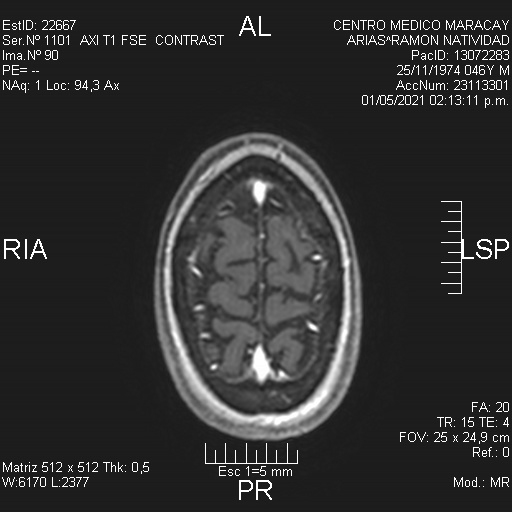 EstID: 22667
Ser.Nº 1101 AXI T1 FSE CONTRAST
Ima.Nº 90
PE= --
NAq: 1 Loc: 94,3 Ax
AL
CENTRO MEDICO MARACAY
ARIAS^RAMON NATIVIDAD
PacID: 13072283
25/11/1974 046Y M
AccNum: 23113301
01/05/2021 02:13:11 p.m.
RIA
LSP
FA: 20
TR: 15 TE: 4
FOV: 25 x 24,9 cm
Ref.: 0
Mod.: MR
Matriz 512 x 512 Thk: 0,5
W:6170 L:2377
Esc 1=5 mm
PR